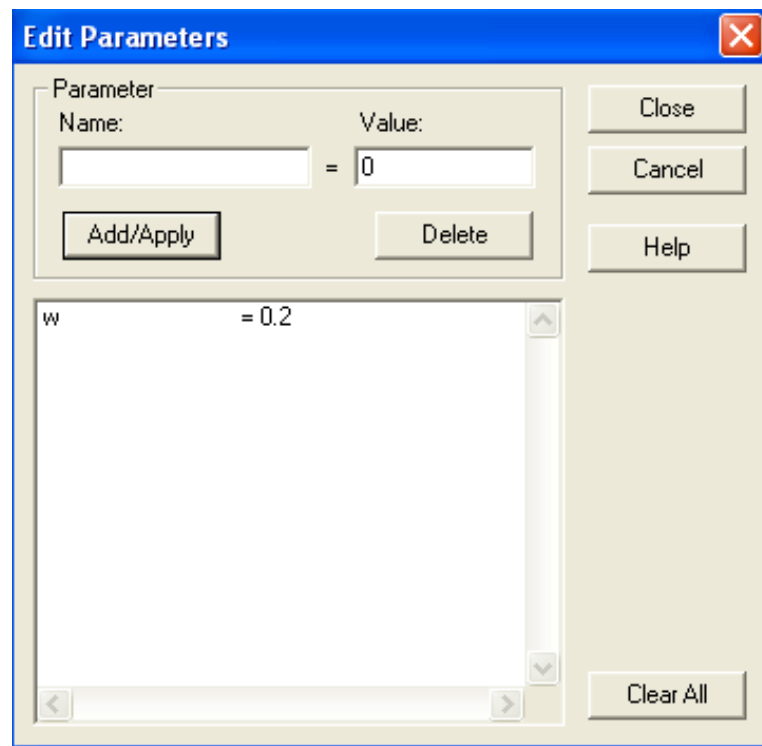 Edit Parameters
Parameter
Name: Value:
= 0
Add/Apply Delete
Close
Cancel
Help
w = 0.2
Clear All